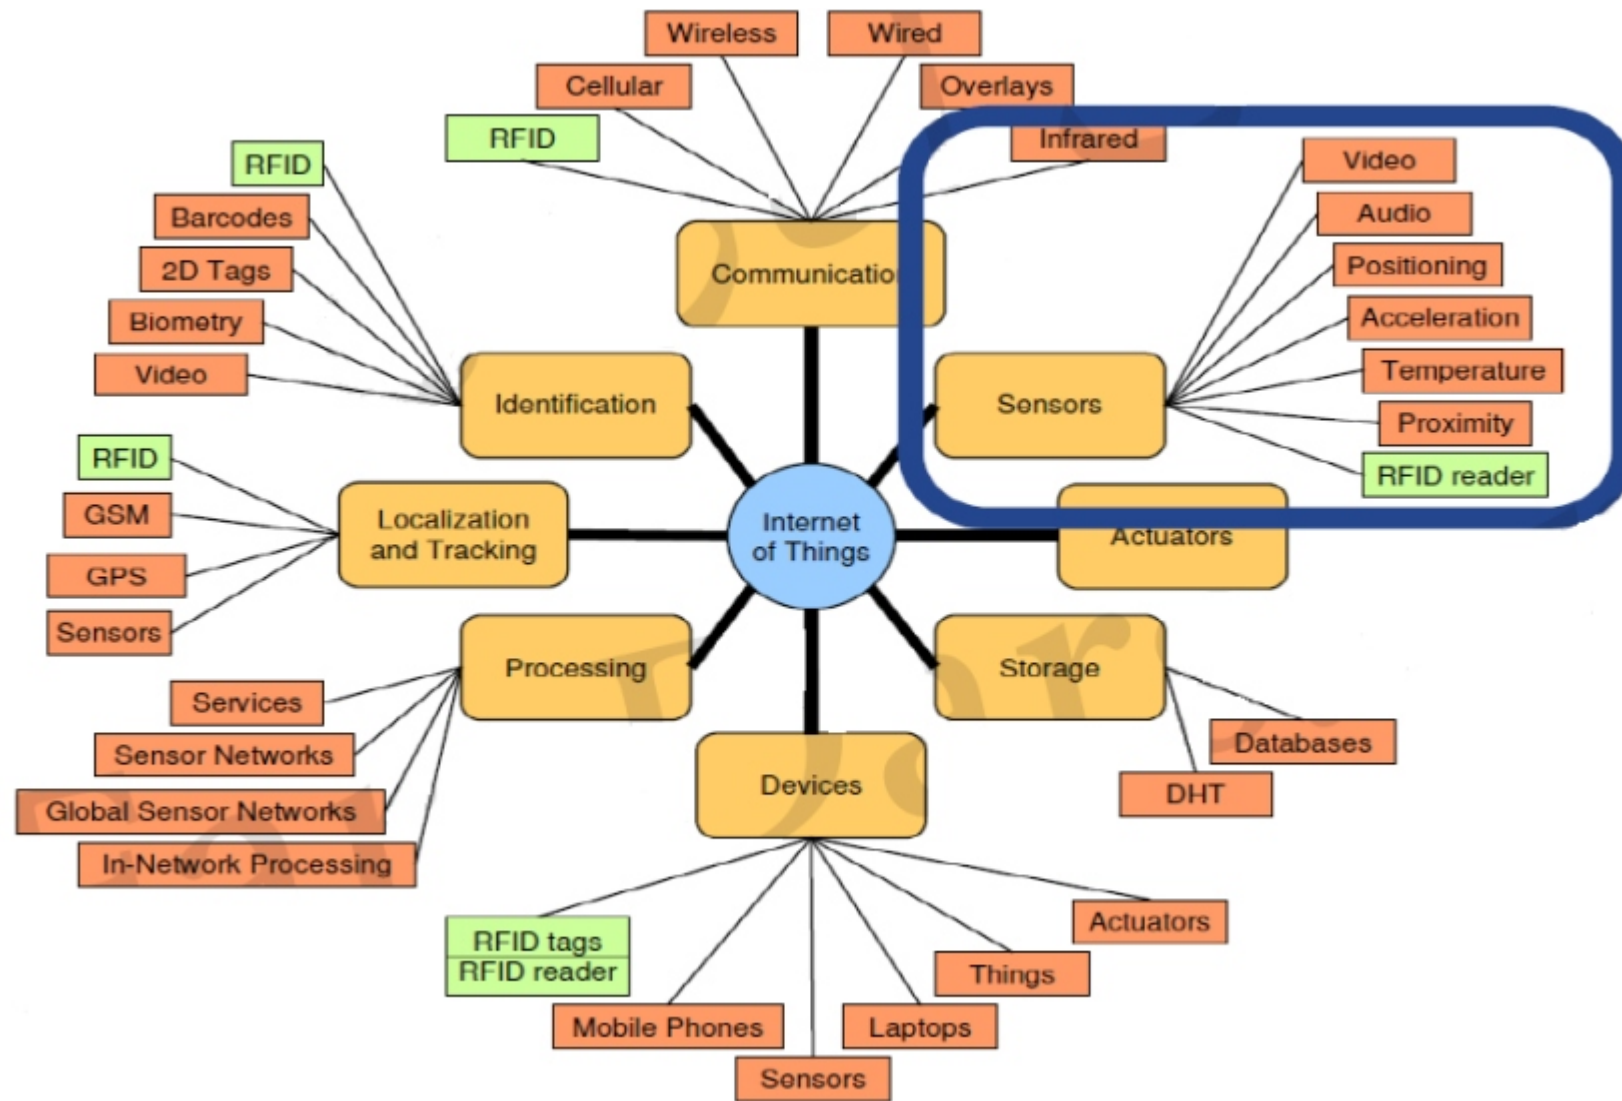 Wireless
Wired
Cellular
Overlays
RFID
Infrared
RFID
Barcodes
2D Tags
Biometry
Video
Communication
Video
Audio
Positioning
Acceleration
Temperature
Proximity
RFID reader
Identification
Sensors
RFID
GSM
GPS
Sensors
Localization
and Tracking
Internet
of Things
Actuators
Processing
Storage
Services
Sensor Networks
Global Sensor Networks
In-Network Processing
Databases
DHT
Devices
RFID tags
RFID reader
Mobile Phones
Sensors
Laptops
Things
Actuators